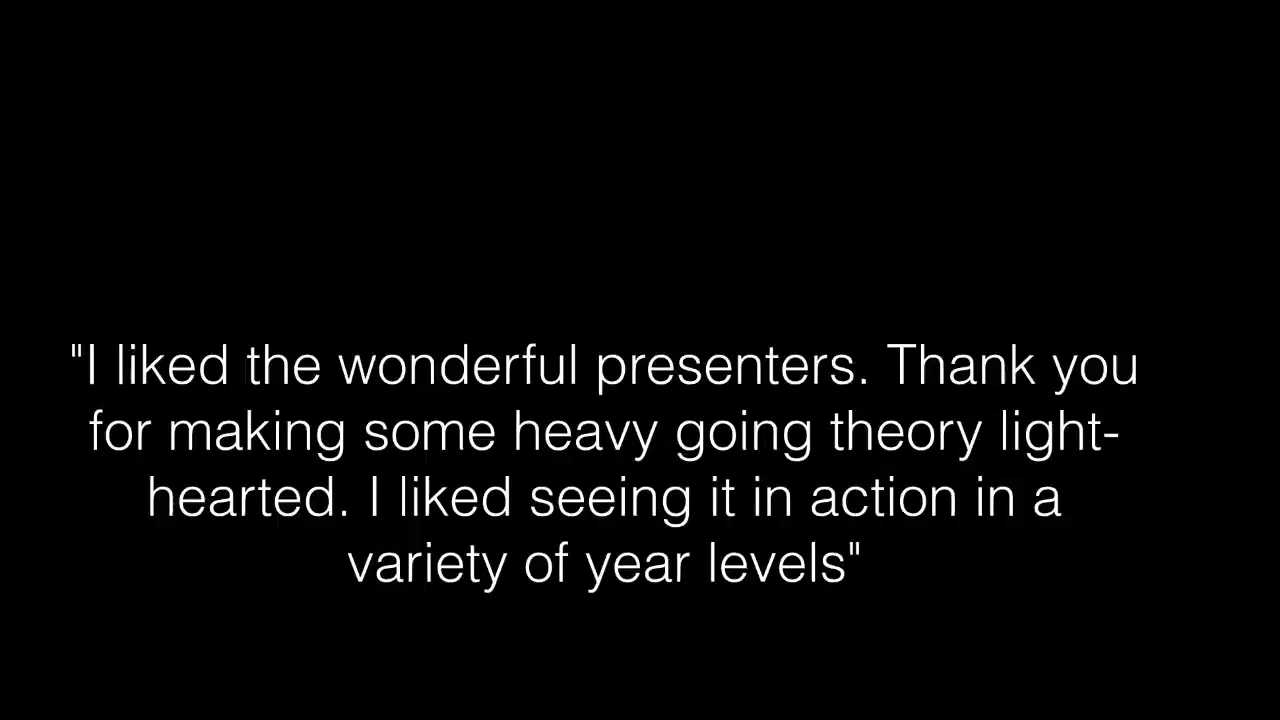 "I liked the wonderful presenters. Thank you
for making some heavy going theory light-
hearted. I liked seeing it in action in a
variety of year levels"